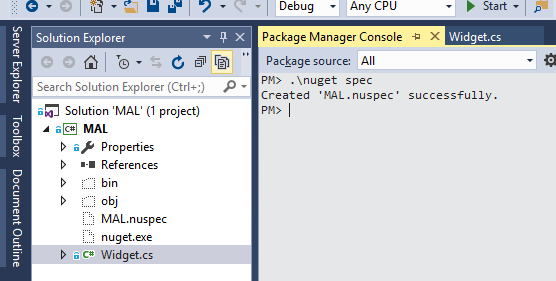 Debug Any CPU Start
Server Explorer
Toolbox
Document Outline
Solution Explorer
Search Solution Explorer (Ctrl+;)
Solution 'MAL' (1 project)
C# MAL
Properties
References
bin
obj
MAL.nuspec
nuget.exe
C# Widget.cs
Package Manager Console Widget.cs
Package source: All
PM> .\nuget spec
Created 'MAL.nuspec' successfully.
PM>